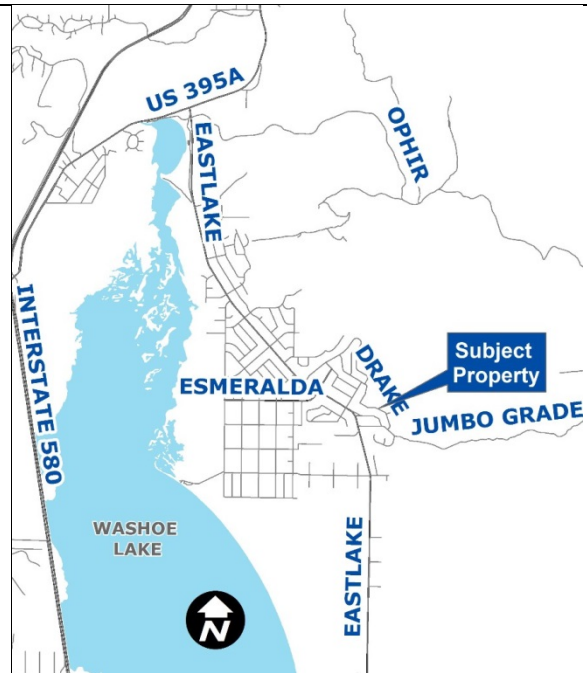 US 395A
OPHIR
EASTLAKE
INTERSTATE 580
DRAKE
Subject
Property
ESMERALDA
JUMBO GRADE
WASHOE
LAKE
EASTLAKE
N